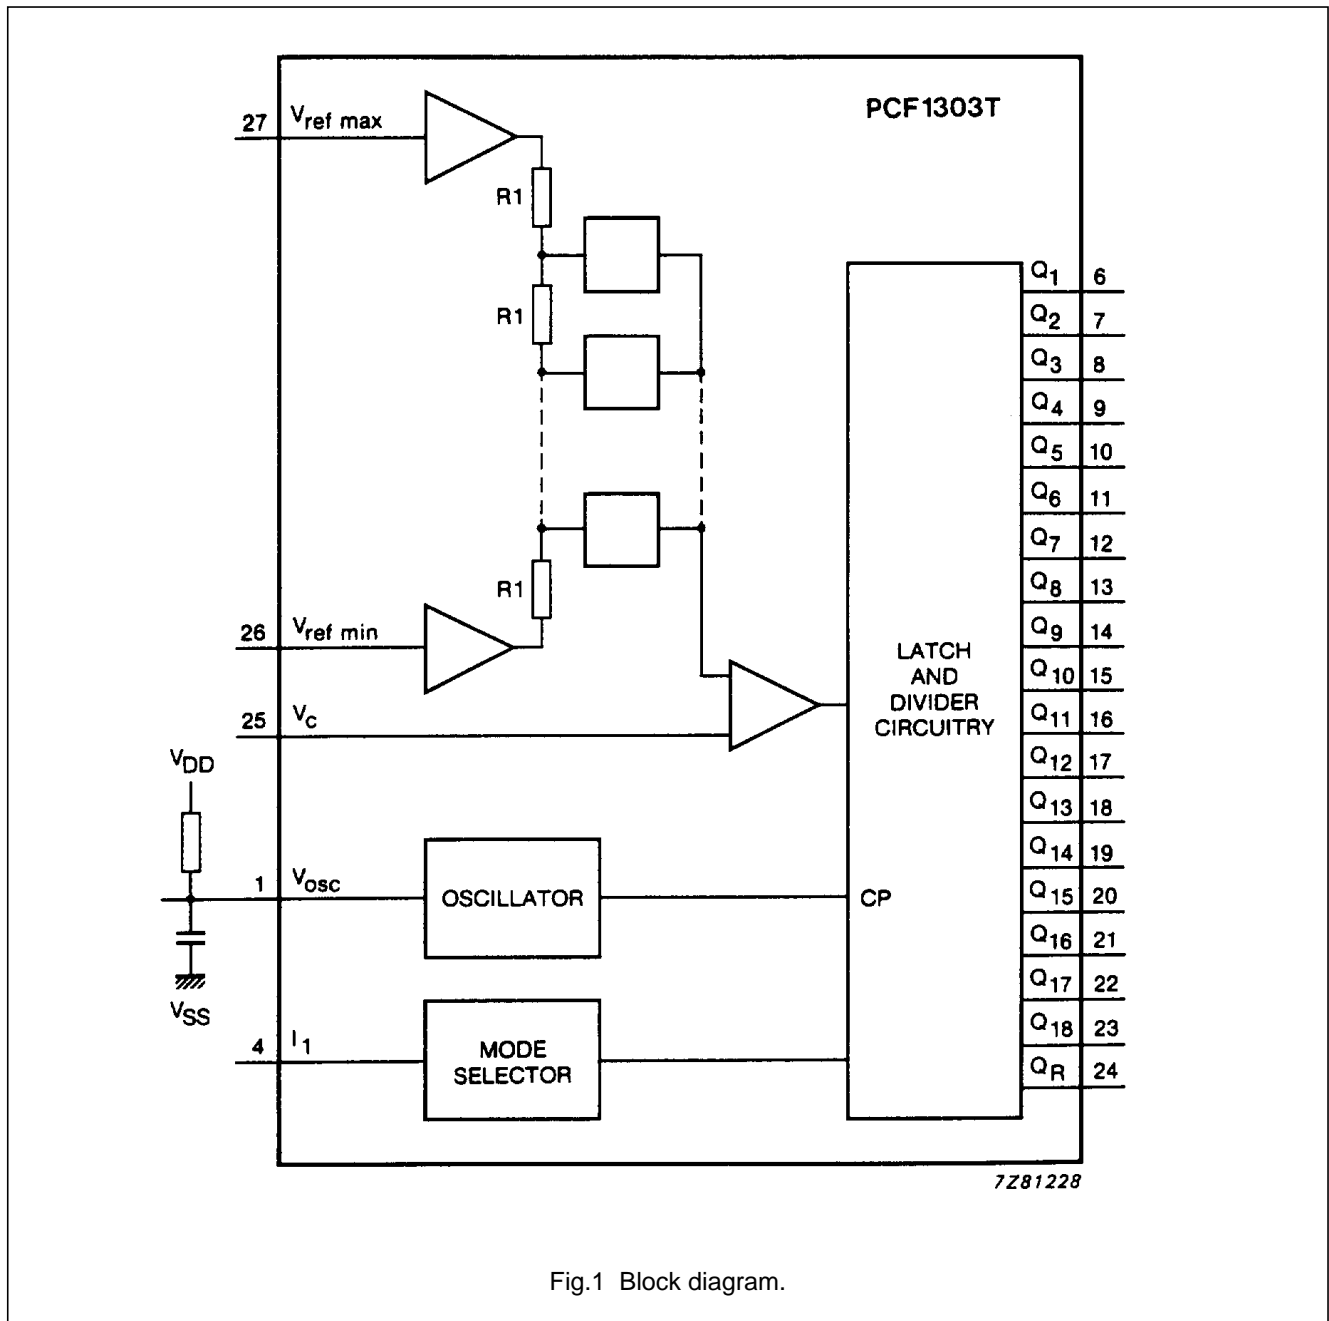 PCF1303T
27 Vref max
R1
R1
R1
26 Vref min
25 Vc
VDD
1 Vosc
VSS
4 I1
OSCILLATOR
MODE
SELECTOR
LATCH
AND
DIVIDER
CIRCUITRY
CP
Q1 6
Q2 7
Q3 8
Q4 9
Q5 10
Q6 11
Q7 12
Q8 13
Q9 14
Q10 15
Q11 16
Q12 17
Q13 18
Q14 19
Q15 20
Q16 21
Q17 22
Q18 23
QR 24
7Z81228
Fig.1 Block diagram.